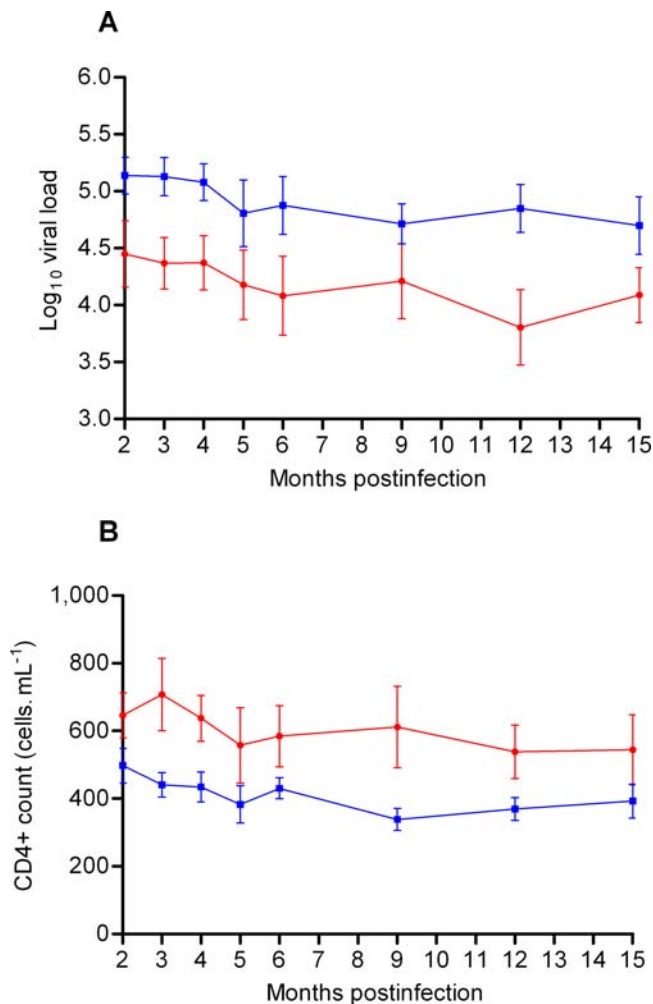 A
6.0
5.5
5.0
4.5
4.0
3.5
3.0
Log₁₀ viral load
2 3 4 5 6 7 8 9 10 11 12 13 14 15
Months postinfection
B
1,000
800
600
400
200
0
CD4+ count (cells. mL⁻¹)
2 3 4 5 6 7 8 9 10 11 12 13 14 15
Months postinfection